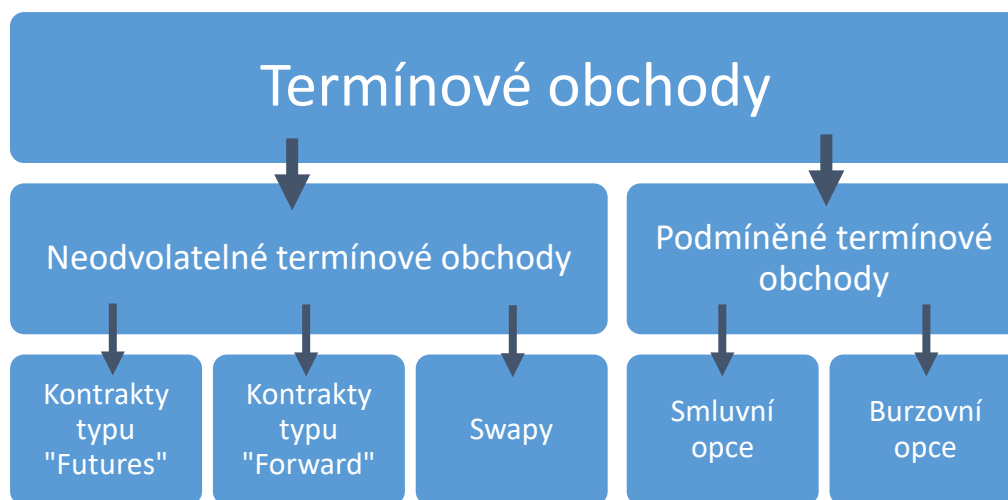 Termínové obchody
Neodvolatelné termínové obchody
Podmíněné termínové
obchody
Kontrakty
typu
"Futures"
Kontrakty
typu
"Forward"
Swapy
Smluvní
opce
Burzovní
opce